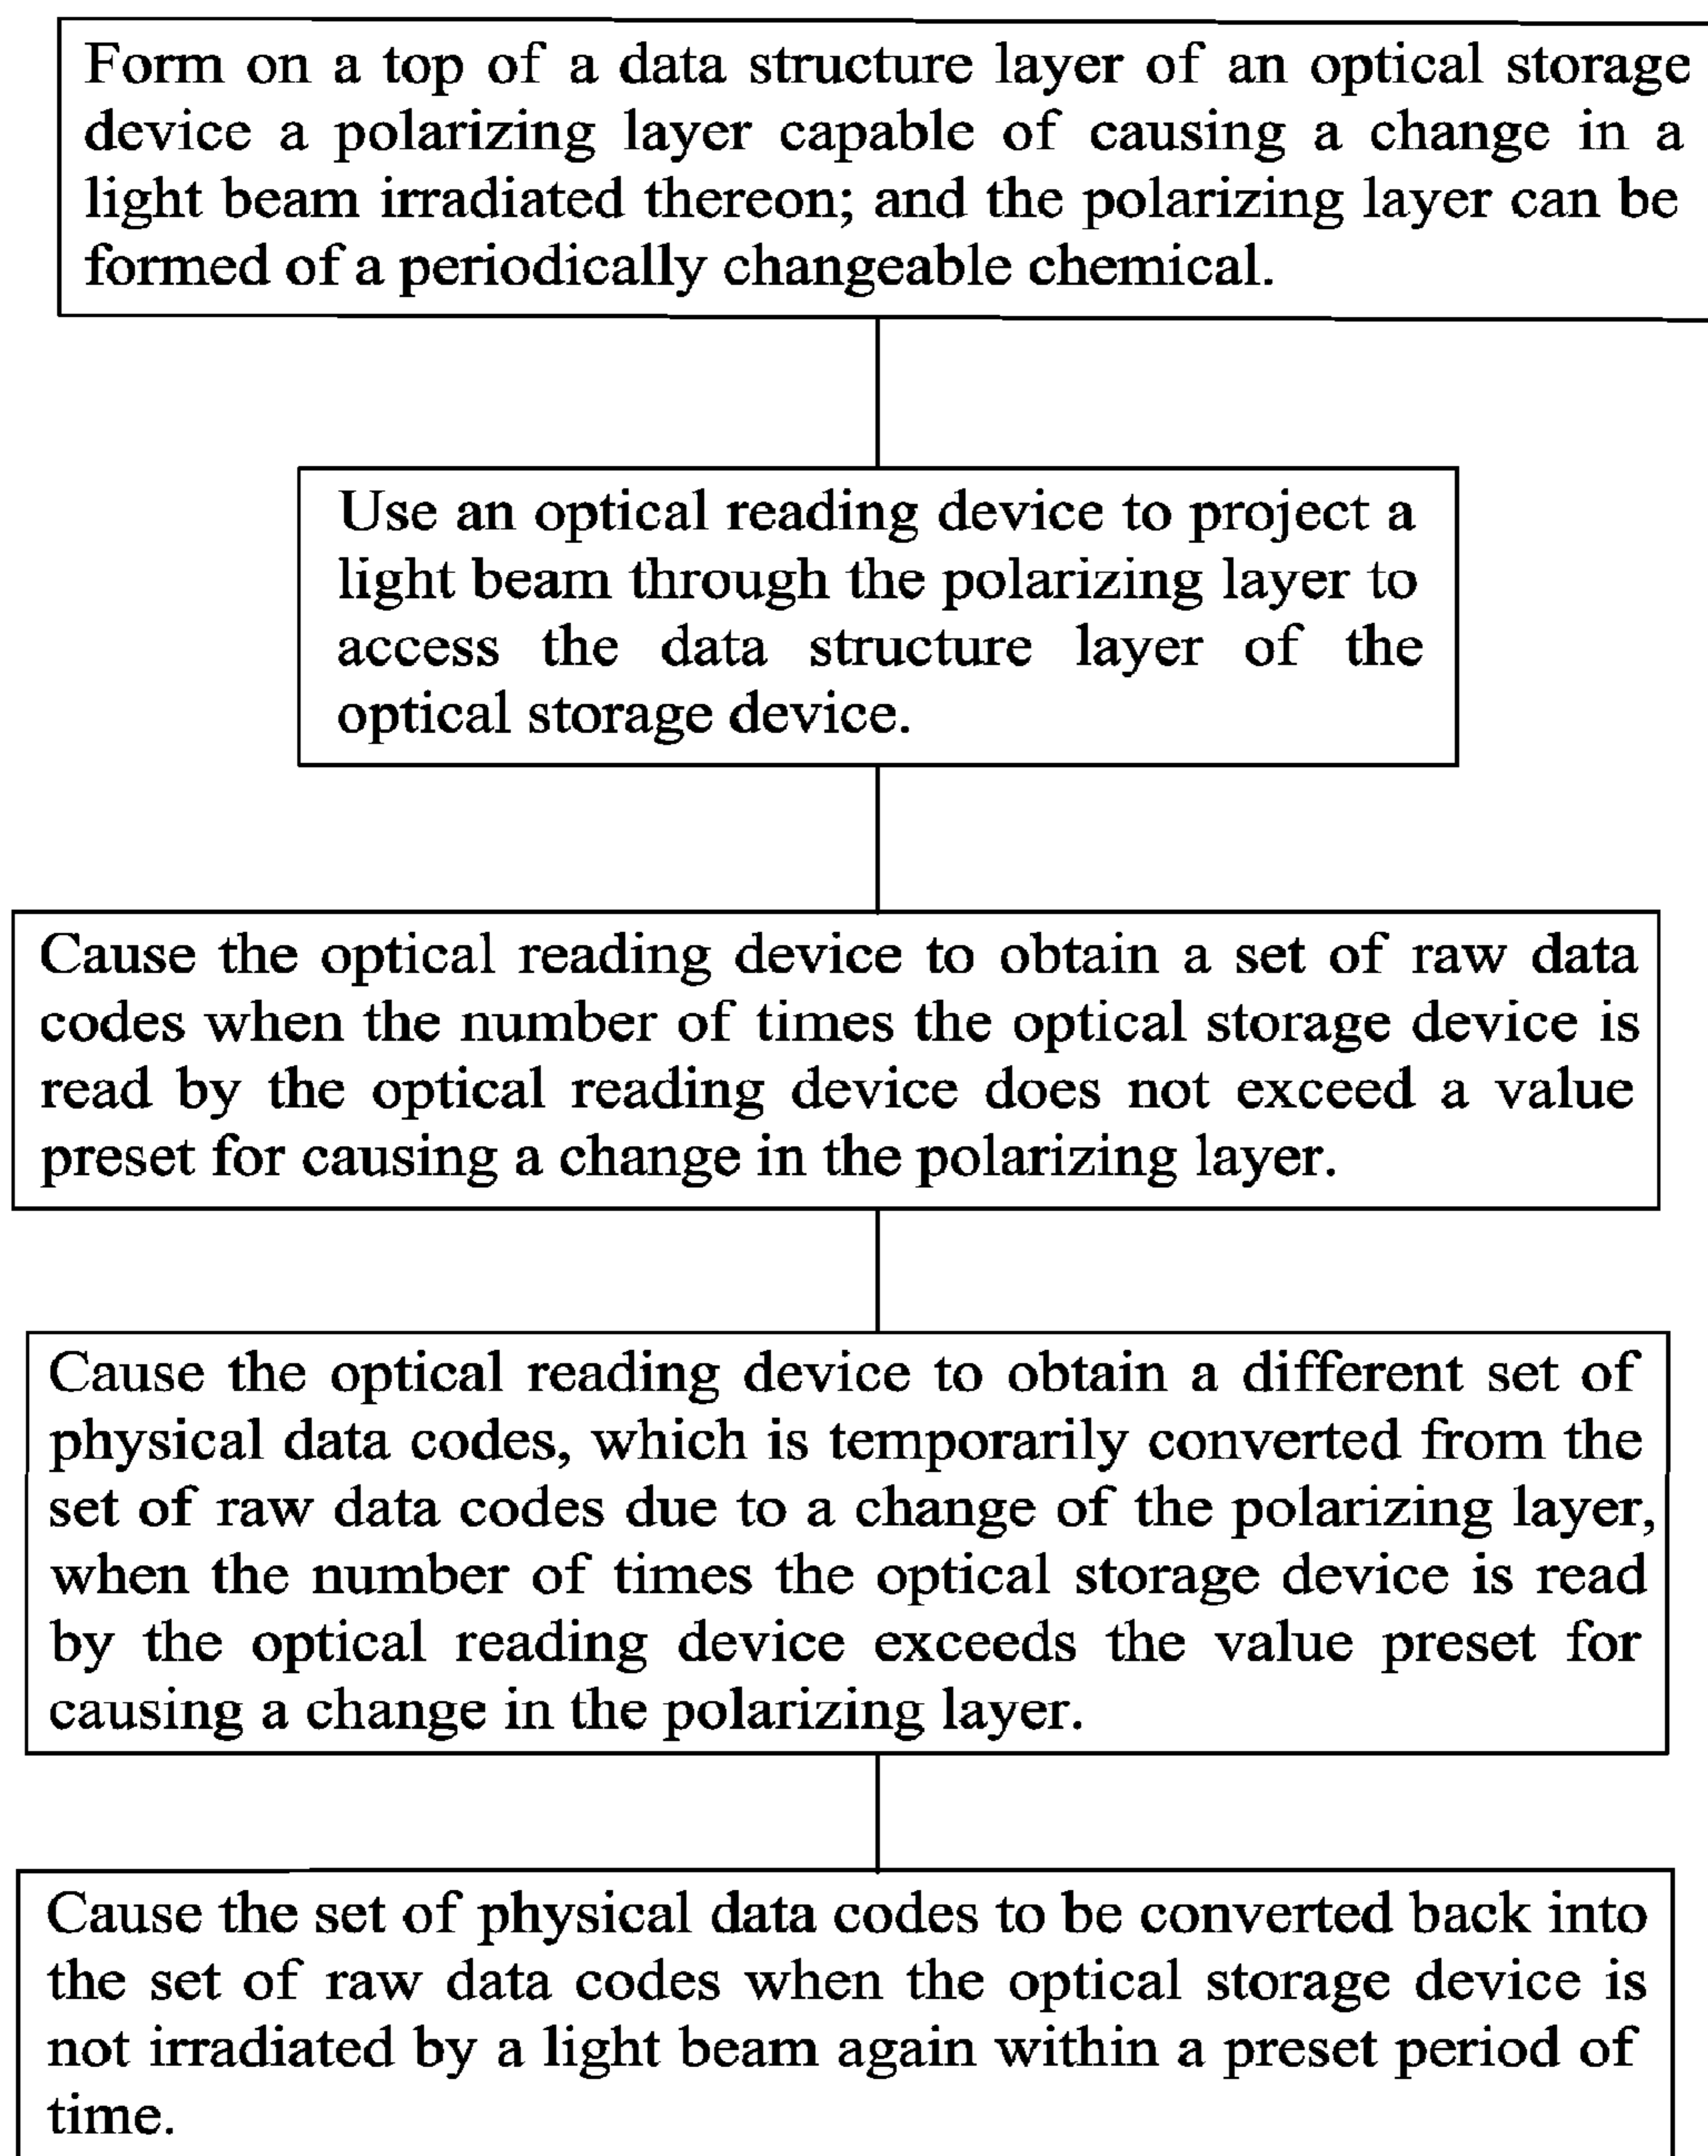 Form on a top of a data structure layer of an optical storage
device a polarizing layer capable of causing a change in a
light beam irradiated thereon; and the polarizing layer can be
formed of a periodically changeable chemical.
Use an optical reading device to project a
light beam through the polarizing layer to
access the data structure layer of the
optical storage device.
Cause the optical reading device to obtain a set of raw data
codes when the number of times the optical storage device is
read by the optical reading device does not exceed a value
preset for causing a change in the polarizing layer.
Cause the optical reading device to obtain a different set of
physical data codes, which is temporarily converted from the
set of raw data codes due to a change of the polarizing layer,
when the number of times the optical storage device is read
by the optical reading device exceeds the value preset for
causing a change in the polarizing layer.
Cause the set of physical data codes to be converted back into
the set of raw data codes when the optical storage device is
not irradiated by a light beam again within a preset period of
time.